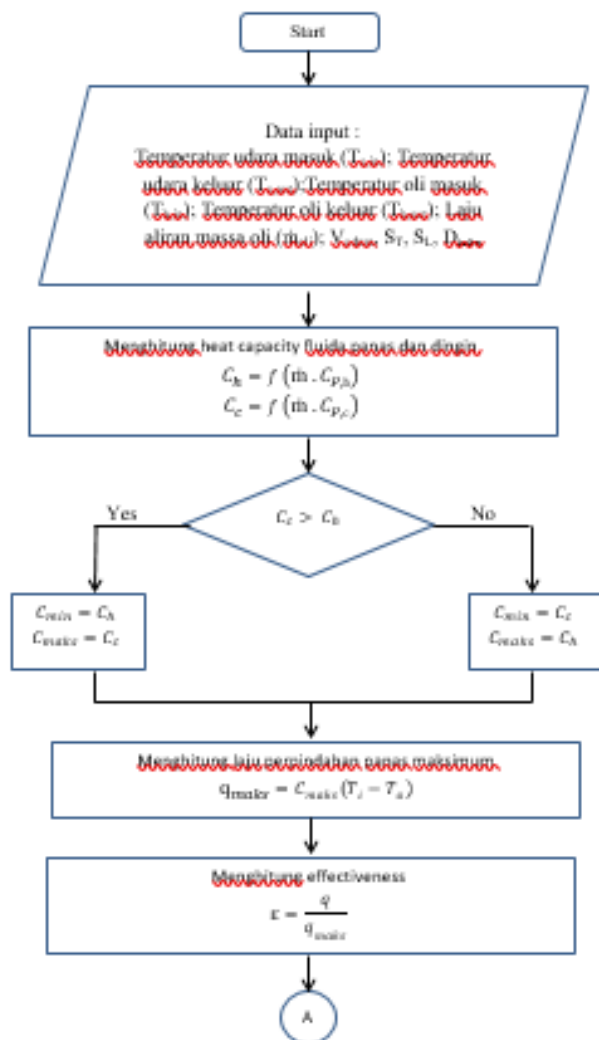 Start
Data input :
Temperatur udara masuk (T
); Temperatur
udara keluar (T
);Temperatur oli masuk
(T
); Temperatur oli keluar (T
); Laju
aliran massa oli (ṁ
); V
, S_T, S_L, D
Menghitung heat capacity fluida panas dan dingin
C_h = f (ṁ . C_P,h)
C_c = f (ṁ . C_P,c)
Yes
C_c > C_h
No
C_min = C_h
C_maks = C_c
C_min = C_c
C_maks = C_h
Menghitung laju perpindahan panas maksimum
q_maks = C_maks (T_i − T_o)
Menghitung effectiveness
ε = q / q_maks
A